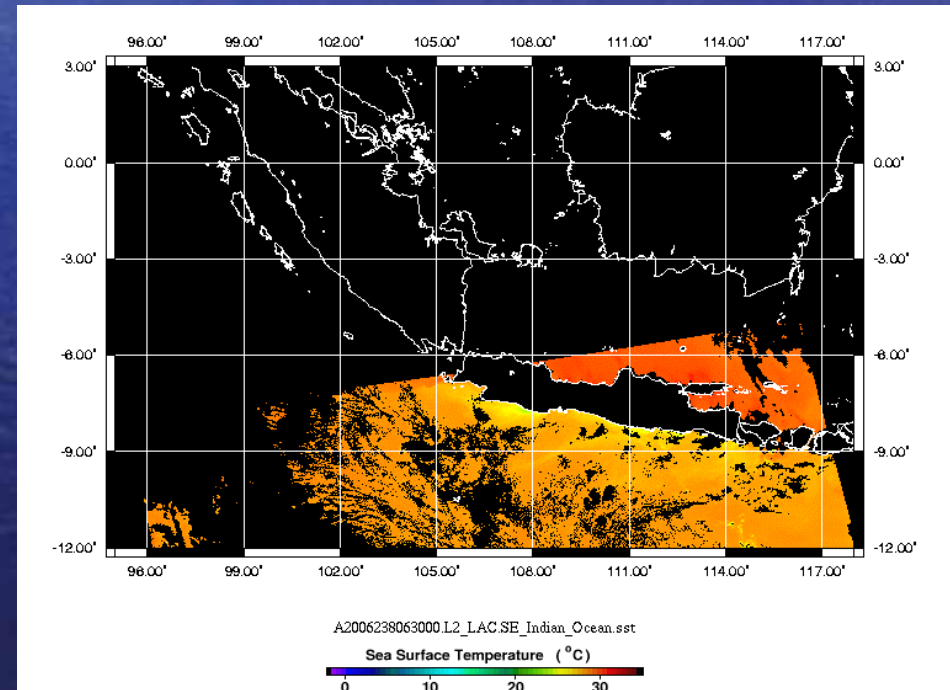 96.00° 99.00° 102.00° 105.00° 108.00° 111.00° 114.00° 117.00°
3.00° 3.00°
0.00° 0.00°
-3.00° -3.00°
-6.00° -6.00°
-9.00° -9.00°
-12.00° -12.00°
96.00° 99.00° 102.00° 105.00° 108.00° 111.00° 114.00° 117.00°
A2006238063000.L2_LAC.SE_Indian_Ocean.sst
Sea Surface Temperature (°C)
0 10 20 30